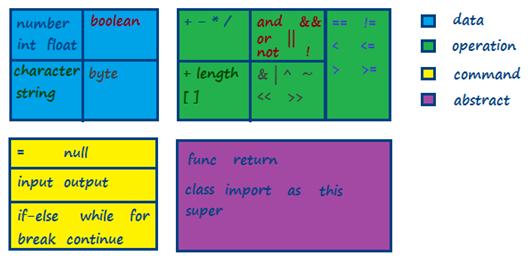 number
int float
boolean
character
string
byte
+ - * /
and &&
or ||
not !
+ length
[ ]
& | ^ ~
<< >>
== !=
< <=
> >=
data
operation
command
abstract
= null
input output
if-else while for
break continue
func return
class import as this
super